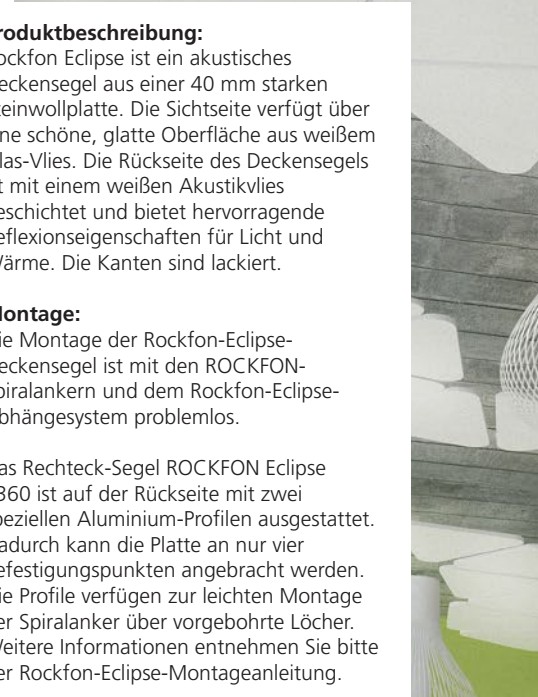 roduktbeschreibung:
ockfon Eclipse ist ein akustisches
eckensegel aus einer 40 mm starken
teinwollplatte. Die Sichtseite verfügt über
ne schöne, glatte Oberfläche aus weißem
las-Vlies. Die Rückseite des Deckensegels
t mit einem weißen Akustikvlies
eschichtet und bietet hervorragende
eflexionseigenschaften für Licht und
ärme. Die Kanten sind lackiert.
ontage:
ie Montage der Rockfon-Eclipse-
eckensegel ist mit den ROCKFON-
piralankern und dem Rockfon-Eclipse-
bhängesystem problemlos.
as Rechteck-Segel ROCKFON Eclipse
360 ist auf der Rückseite mit zwei
peziellen Aluminium-Profilen ausgestattet.
adurch kann die Platte an nur vier
efestigungspunkten angebracht werden.
ie Profile verfügen zur leichten Montage
er Spiralanker über vorgebohrte Löcher.
eitere Informationen entnehmen Sie bitte
er Rockfon-Eclipse-Montageanleitung.